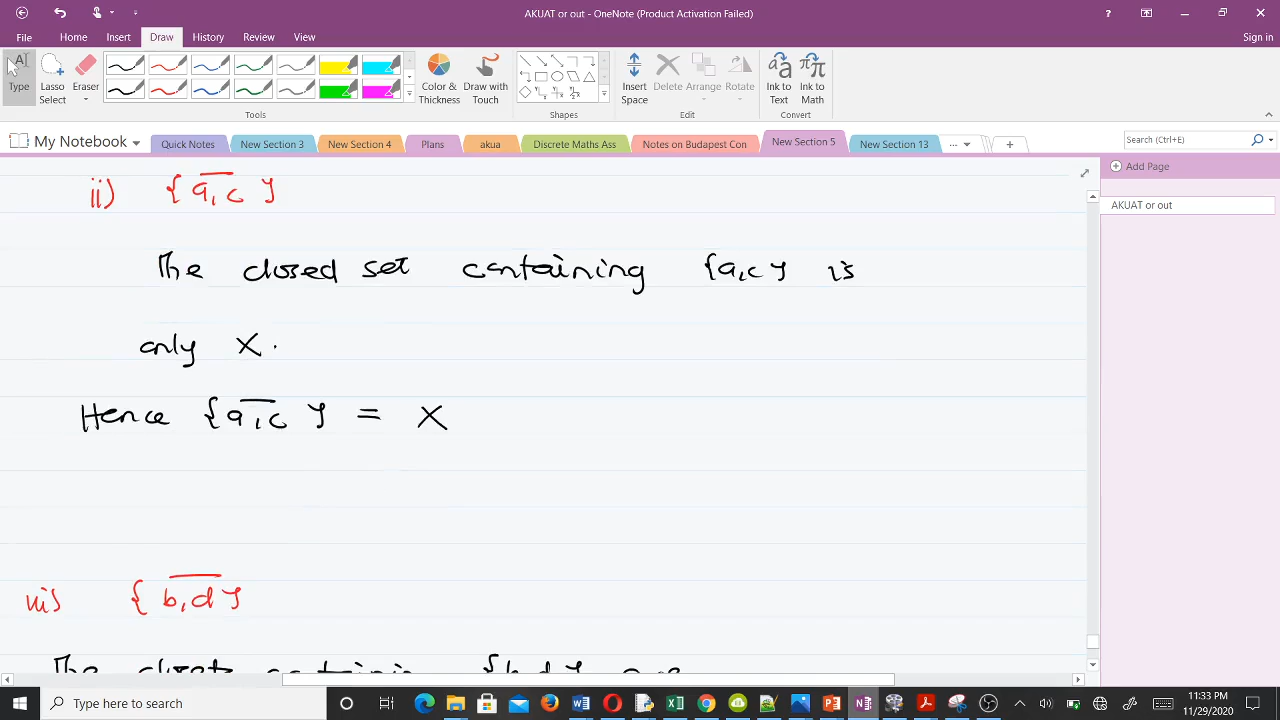 AKUAT or out - OneNote (Product Activation Failed)
File Home Insert Draw History Review View
Sign in
Type
Lasso Select
Eraser
Color & Thickness
Draw with Touch
Insert Space
Delete
Arrange
Rotate
Ink to Text
Ink to Math
Tools
Shapes
Edit
Convert
My Notebook
Quick Notes
New Section 3
New Section 4
Plans
akua
Discrete Maths Ass
Notes on Budapest Con
New Section 5
New Section 13
...
Search (Ctrl+E)
Add Page
AKUAT or out
ii) { a̅,̅ ̅c̅ }
The closed set containing {a,c} is
only X.
Hence { a̅,̅ ̅c̅ } = X
iii) { b̅,̅ ̅d̅ }
The containing {b,d} are
Type here to search
11:33 PM
11/29/2020